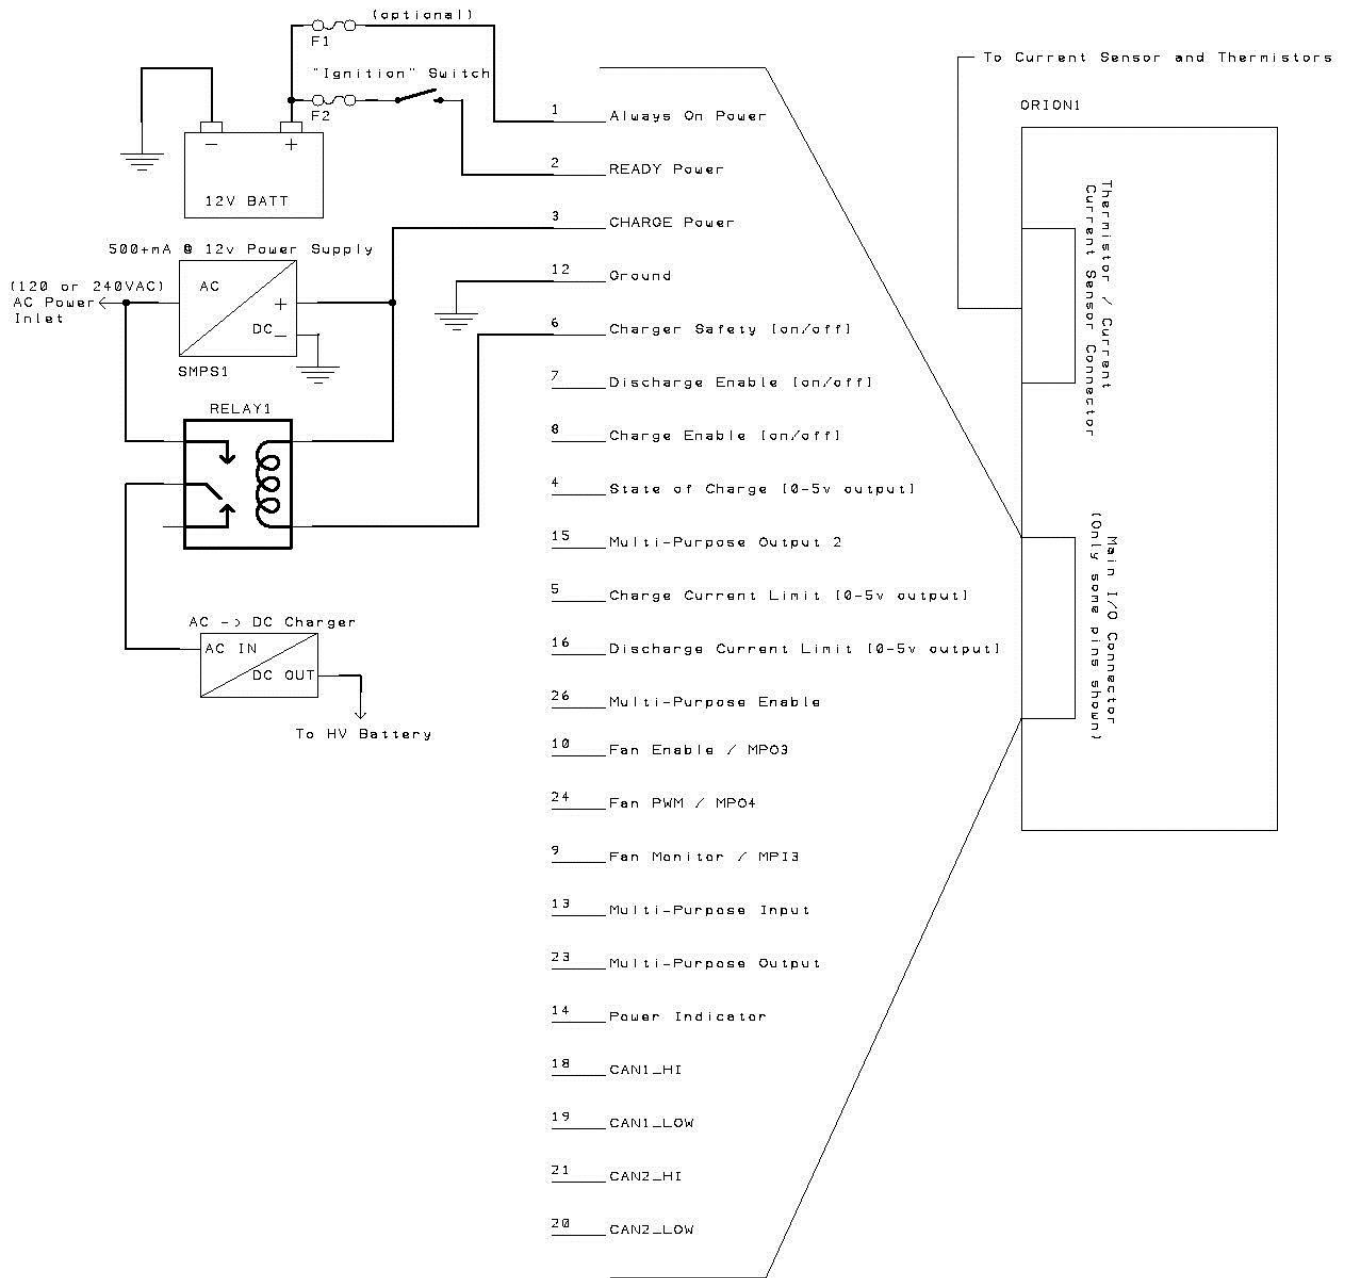 (optional)
F1
"Ignition" Switch
F2
- +
12V BATT
500+mA @ 12v Power Supply
(120 or 240VAC)
AC Power
Inlet
AC
+
DC -
SMPS1
RELAY1
AC -> DC Charger
AC IN
DC OUT
To HV Battery
1 Always On Power
2 READY Power
3 CHARGE Power
12 Ground
6 Charger Safety [on/off]
7 Discharge Enable [on/off]
8 Charge Enable [on/off]
4 State of Charge [0-5v output]
15 Multi-Purpose Output 2
5 Charge Current Limit [0-5v output]
16 Discharge Current Limit [0-5v output]
26 Multi-Purpose Enable
10 Fan Enable / MPO3
24 Fan PWM / MPO4
9 Fan Monitor / MPI3
13 Multi-Purpose Input
23 Multi-Purpose Output
14 Power Indicator
18 CAN1_HI
19 CAN1_LOW
21 CAN2_HI
20 CAN2_LOW
To Current Sensor and Thermistors
ORION1
Thermistor / Current
Current Sensor Connector
Main I/O Connector
(Only some pins shown)